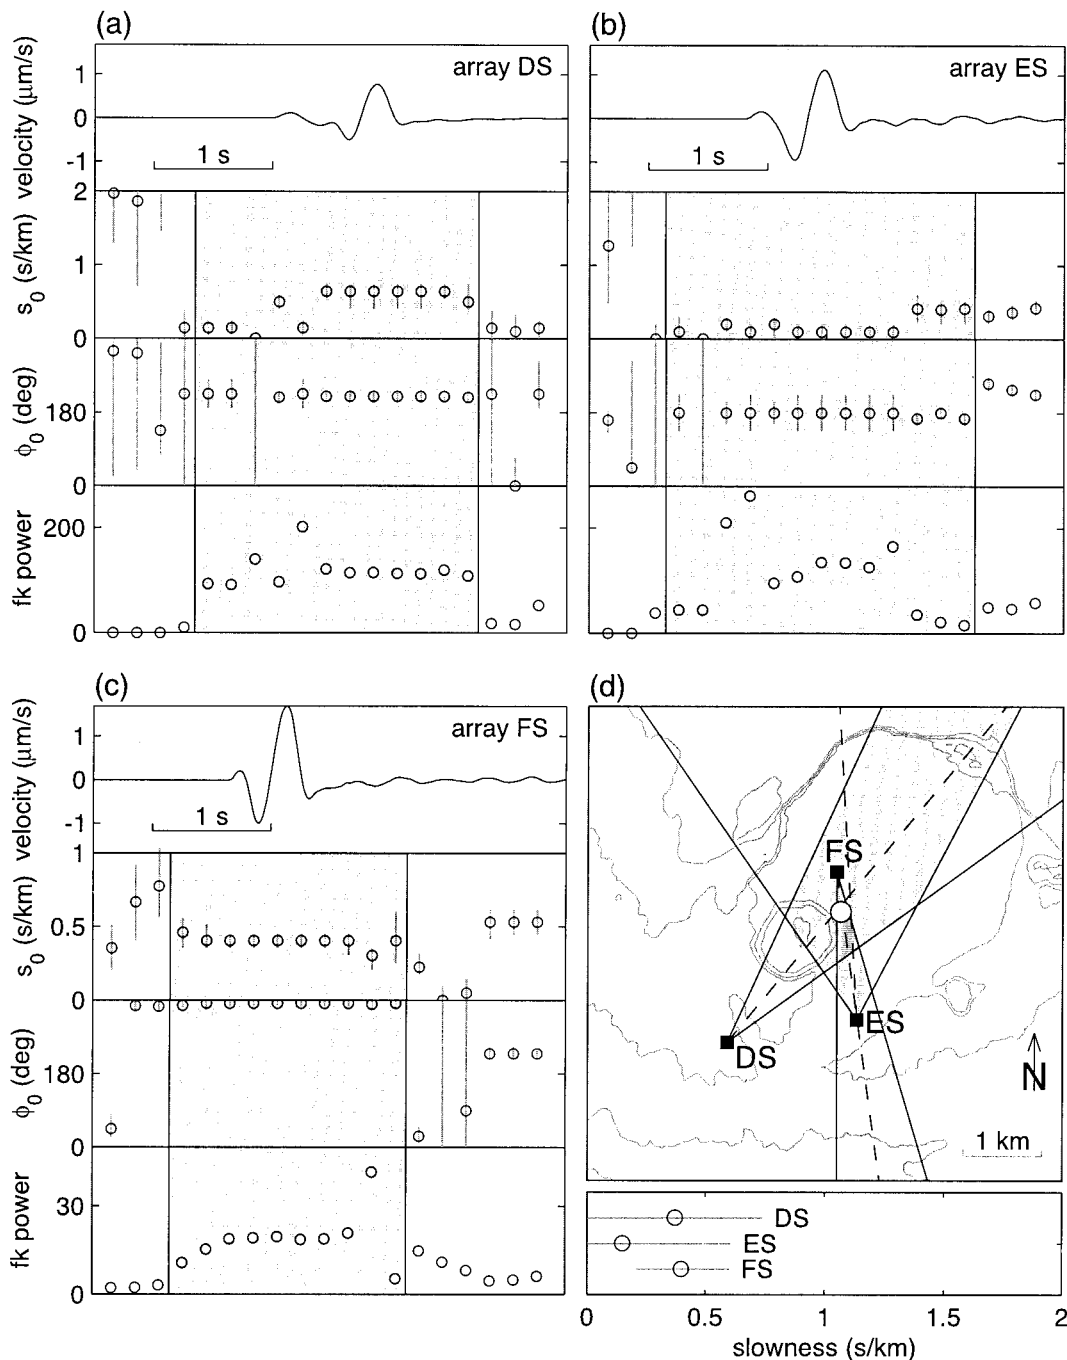 (a)
array DS
velocity (μm/s)
1
0
-1
1 s
s0 (s/km)
2
1
0
ϕ0 (deg)
180
0
fk power
200
0
(b)
array ES
1 s
(c)
array FS
velocity (μm/s)
1
0
-1
1 s
s0 (s/km)
1
0.5
0
ϕ0 (deg)
180
0
fk power
30
0
(d)
FS
ES
DS
N
1 km
DS
ES
FS
0 0.5 1 1.5 2
slowness (s/km)